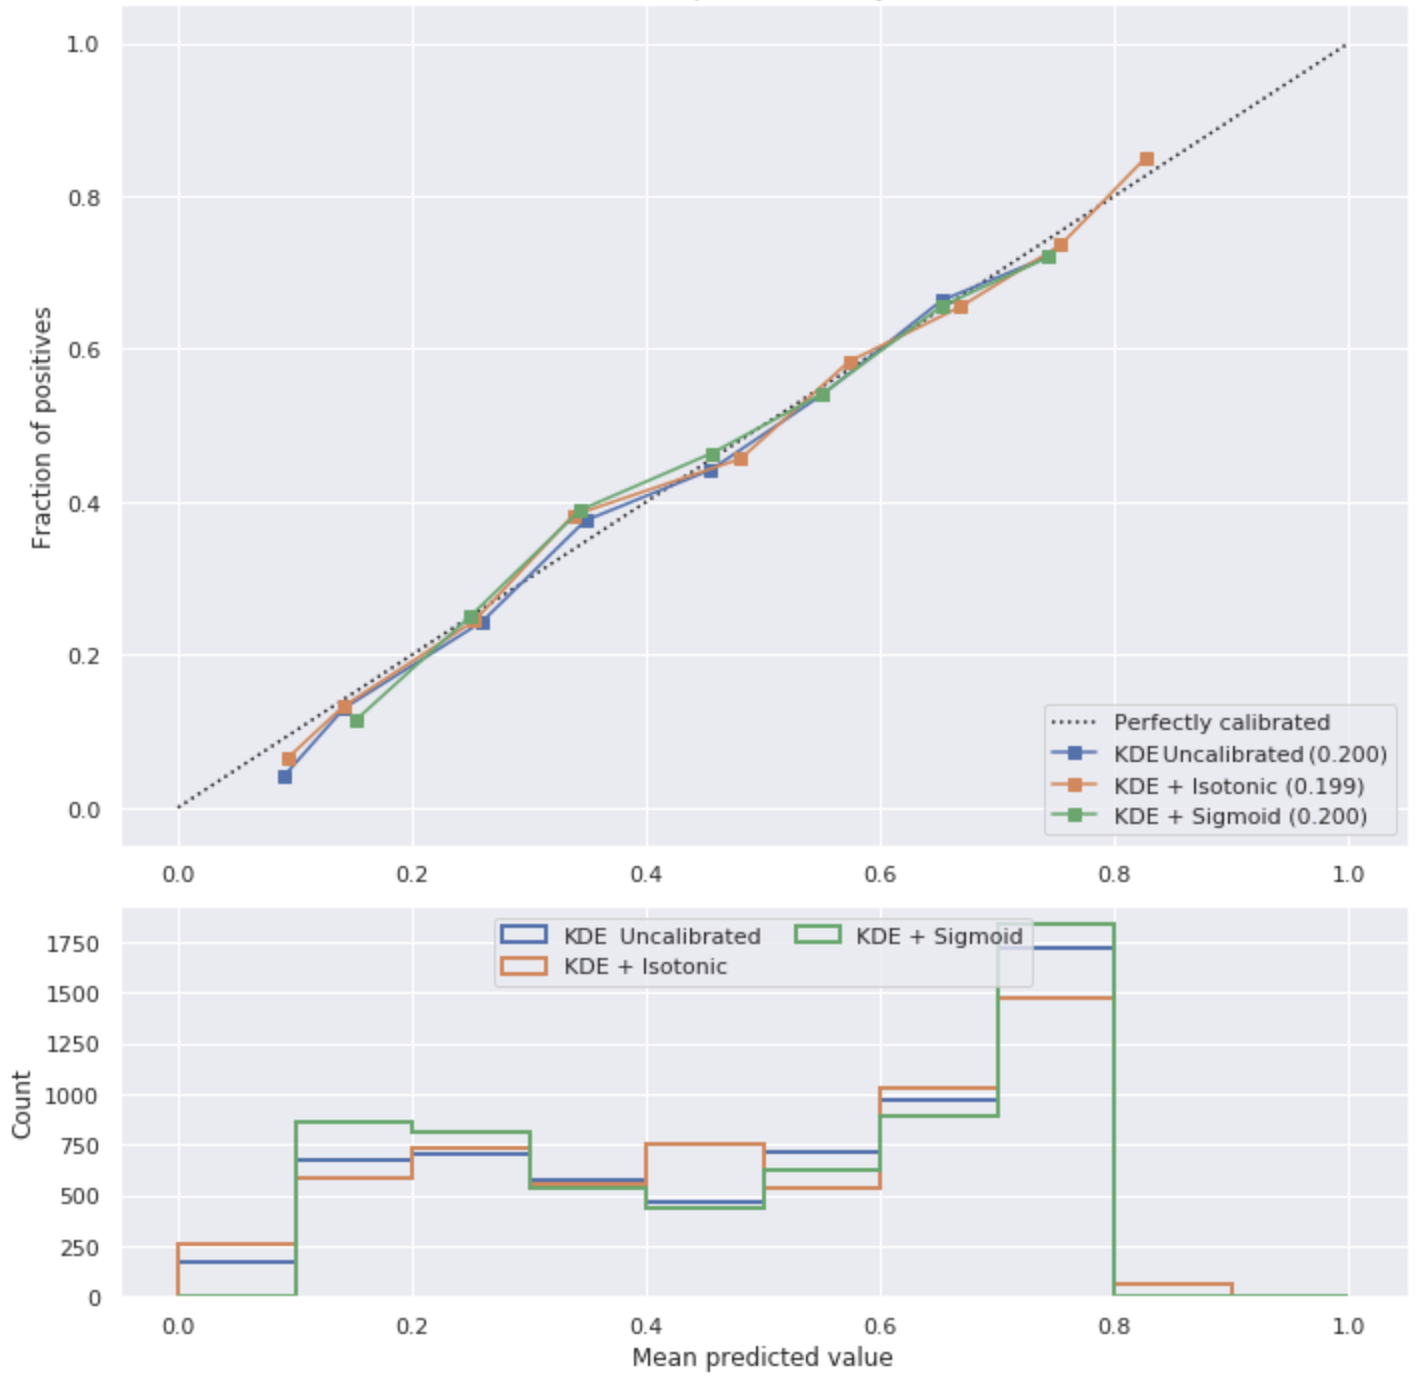 1.0
0.8
0.6
0.4
0.2
0.0
Fraction of positives
Perfectly calibrated
KDE Uncalibrated (0.200)
KDE + Isotonic (0.199)
KDE + Sigmoid (0.200)
0.0 0.2 0.4 0.6 0.8 1.0
KDE Uncalibrated KDE + Sigmoid
KDE + Isotonic
1750
1500
1250
1000
750
500
250
0
Count
0.0 0.2 0.4 0.6 0.8 1.0
Mean predicted value